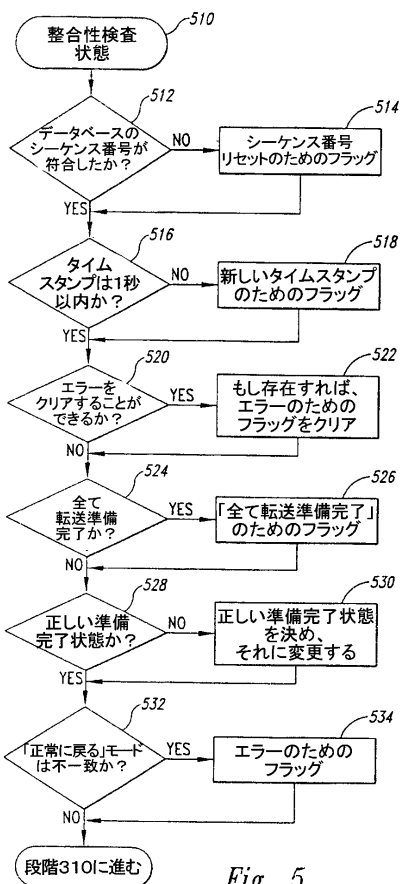 整合性検査
状態
510
512
データベースの
シーケンス番号が
符合したか？
NO
514
シーケンス番号
リセットのためのフラッグ
YES
516
タイム
スタンプは1秒
以内か？
NO
518
新しいタイムスタンプ
のためのフラッグ
YES
520
エラーを
クリアすることが
できるか？
YES
522
もし存在すれば、
エラーのための
フラッグをクリア
NO
524
全て
転送準備
完了か？
YES
526
「全て転送準備完了」
のためのフラッグ
NO
528
正しい準備
完了状態か？
NO
530
正しい準備完了状態
を決め、
それに変更する
YES
532
「正常に戻る」モード
は不一致か？
YES
534
エラーのための
フラッグ
NO
段階310に進む
Fig. 5